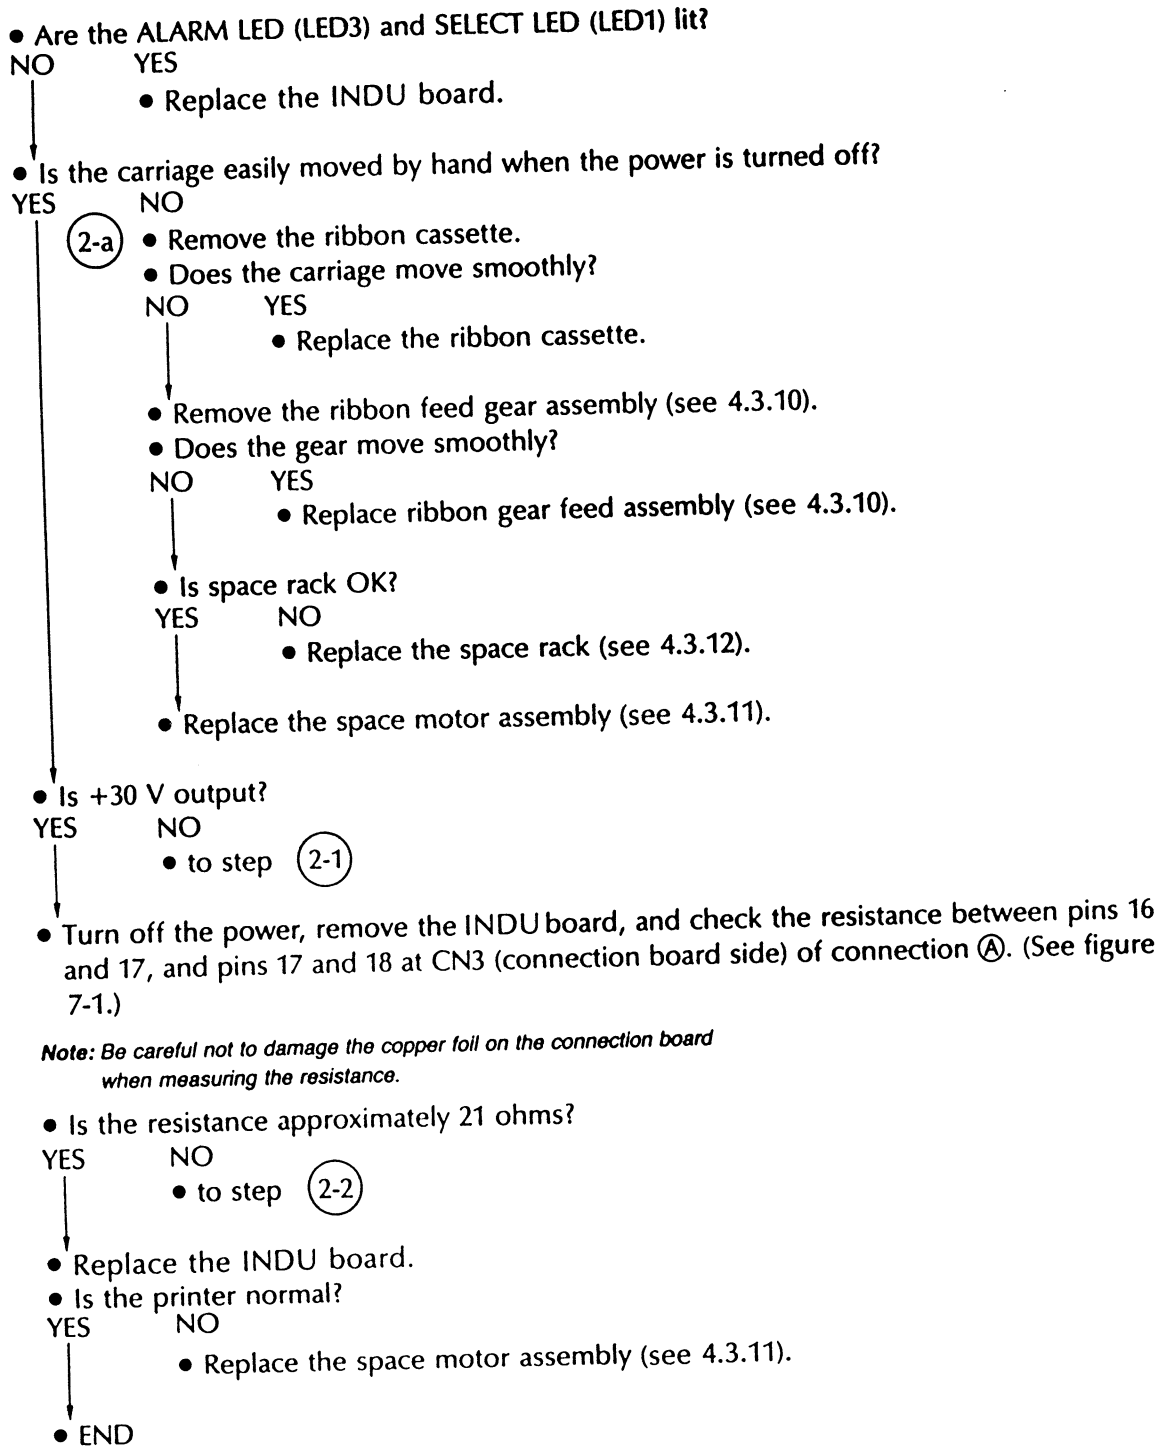 • Are the ALARM LED (LED3) and SELECT LED (LED1) lit?
NO YES
• Replace the INDU board.
• Is the carriage easily moved by hand when the power is turned off?
YES NO
2-a • Remove the ribbon cassette.
• Does the carriage move smoothly?
NO YES
• Replace the ribbon cassette.
• Remove the ribbon feed gear assembly (see 4.3.10).
• Does the gear move smoothly?
NO YES
• Replace ribbon gear feed assembly (see 4.3.10).
• Is space rack OK?
YES NO
• Replace the space rack (see 4.3.12).
• Replace the space motor assembly (see 4.3.11).
• Is +30 V output?
YES NO
• to step 2-1
• Turn off the power, remove the INDU board, and check the resistance between pins 16
and 17, and pins 17 and 18 at CN3 (connection board side) of connection Ⓐ. (See figure
7-1.)
Note: Be careful not to damage the copper foil on the connection board
when measuring the resistance.
• Is the resistance approximately 21 ohms?
YES NO
• to step 2-2
• Replace the INDU board.
• Is the printer normal?
YES NO
• Replace the space motor assembly (see 4.3.11).
• END